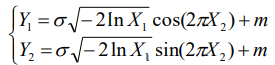 Y₁ = σ√(−2 ln X₁) cos(2πX₂) + m
Y₂ = σ√(−2 ln X₁) sin(2πX₂) + m